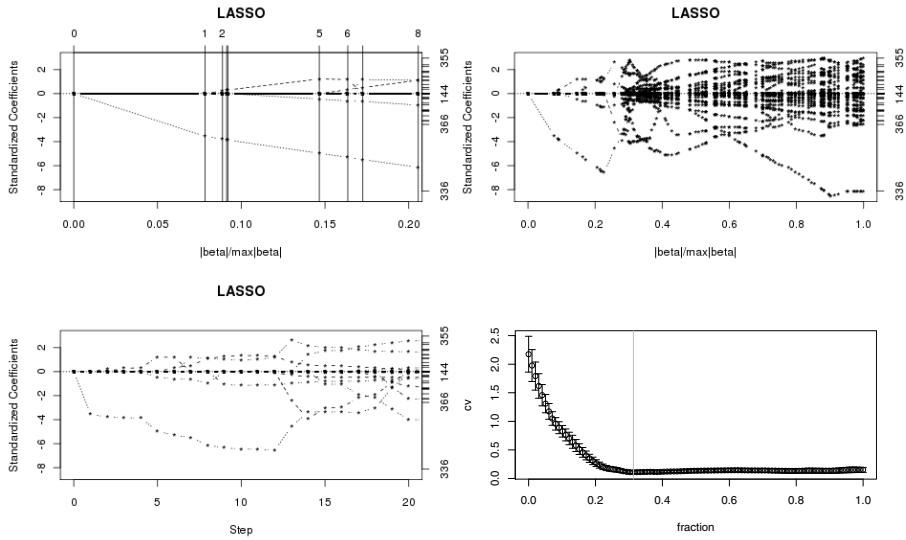 LASSO
0 1 2 5 6 8
Standardized Coefficients
2
0
-2
-4
-6
-8
355
144
366
336
0.00 0.05 0.10 0.15 0.20
|beta|/max|beta|
LASSO
Standardized Coefficients
2
0
-2
-4
-6
-8
355
144
366
336
0.0 0.2 0.4 0.6 0.8 1.0
|beta|/max|beta|
LASSO
Standardized Coefficients
2
0
-2
-4
-6
-8
355
144
366
336
0 5 10 15 20
Step
cv
2.5
2.0
1.5
1.0
0.5
0.0
0.0 0.2 0.4 0.6 0.8 1.0
fraction